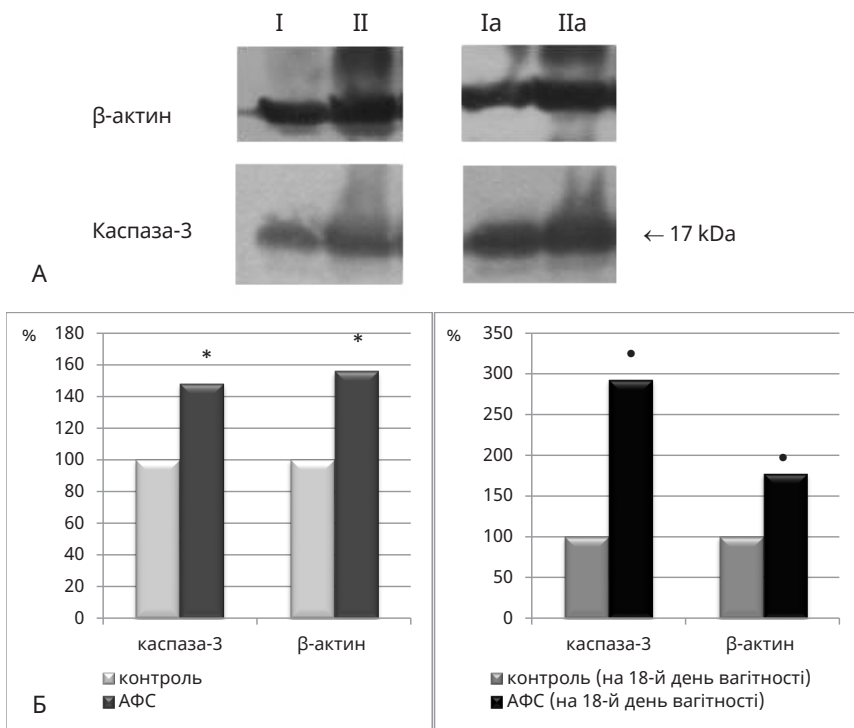 I II Ia IIa
β-актин
Каспаза-3 ← 17 kDa
А
% 180
160
140
120
100
80
60
40
20
0
* *
каспаза-3 β-актин
контроль
АФС
Б
% 350
300
250
200
150
100
50
0
каспаза-3 β-актин
контроль (на 18-й день вагітності)
АФС (на 18-й день вагітності)